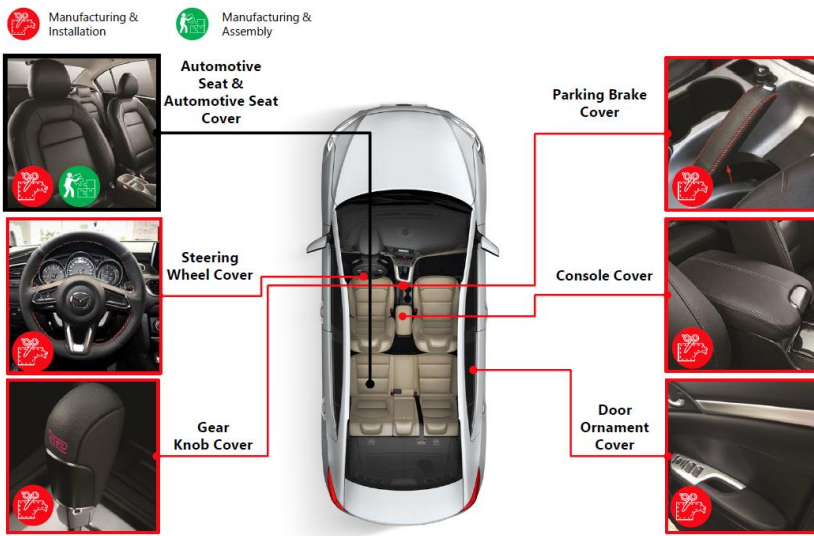 Manufacturing &
Installation
Manufacturing &
Assembly
Automotive
Seat &
Automotive Seat
Cover
Parking Brake
Cover
Steering
Wheel Cover
Console Cover
Gear
Knob Cover
Door
Ornament
Cover